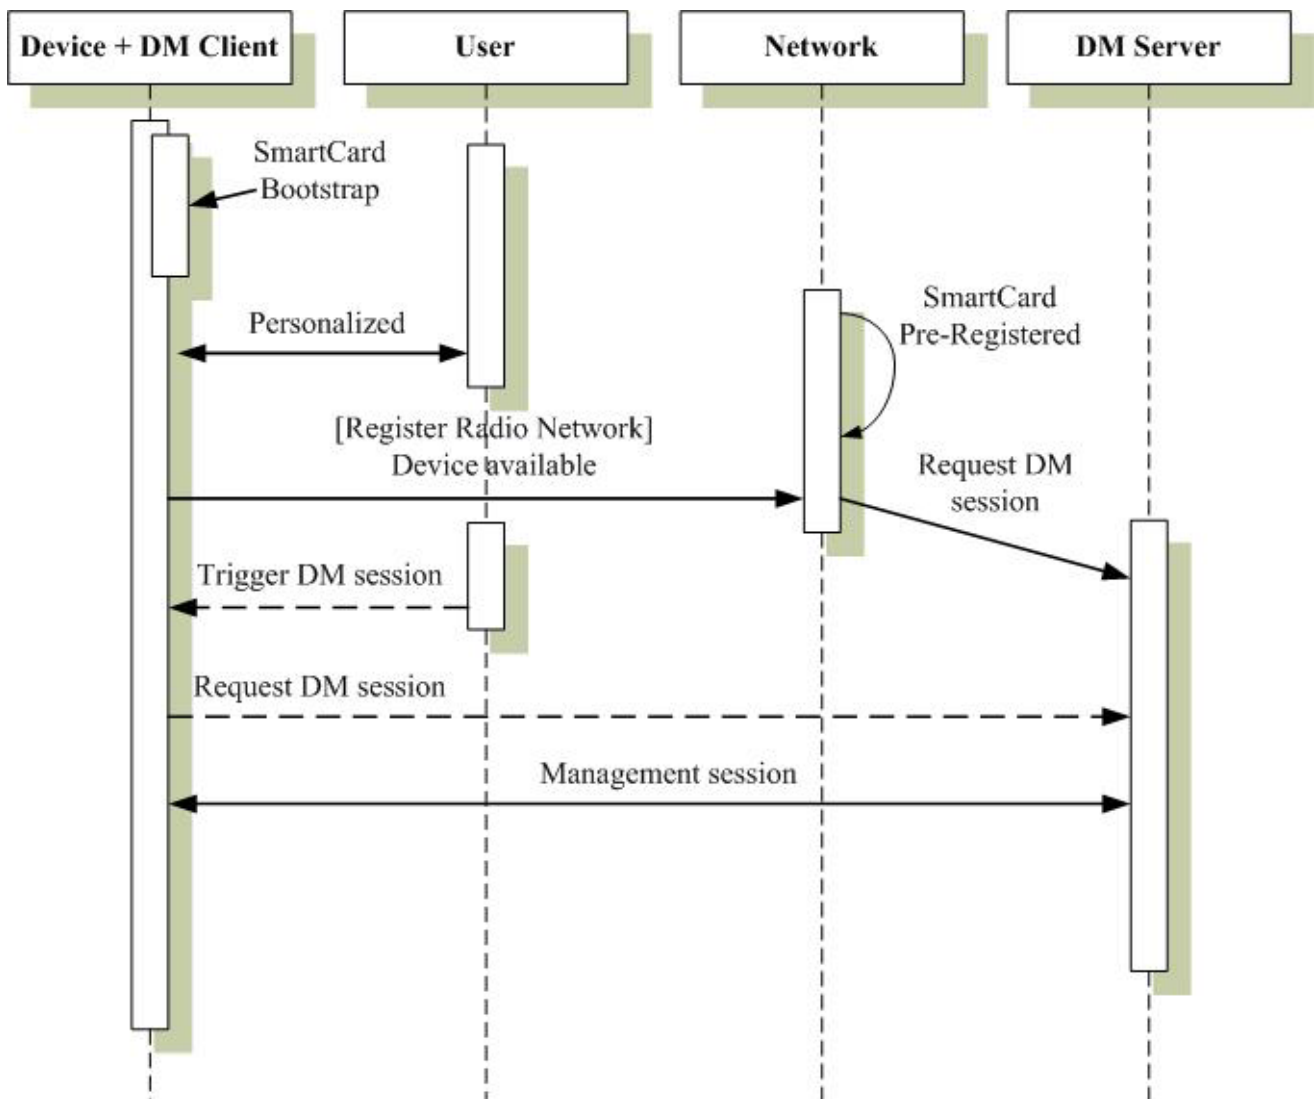 Device + DM Client
User
Network
DM Server
SmartCard
Bootstrap
SmartCard
Pre-Registered
Personalized
[Register Radio Network]
Device available
Request DM
session
Trigger DM session
Request DM session
Management session